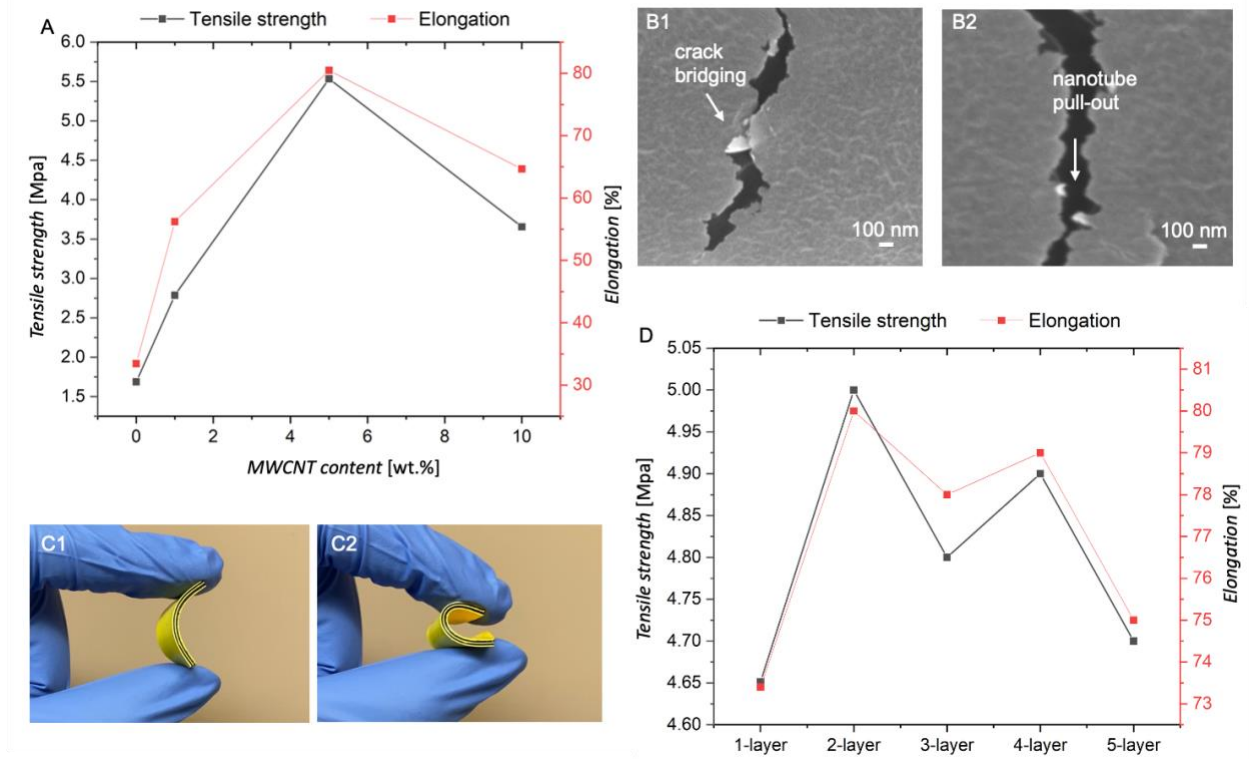 A
Tensile strength
Elongation
6.0
5.5
5.0
4.5
4.0
3.5
3.0
2.5
2.0
1.5
Tensile strength [Mpa]
80
70
60
50
40
30
Elongation [%]
0
2
4
6
8
10
MWCNT content [wt.%]
B1
crack
bridging
100 nm
B2
nanotube
pull-out
100 nm
C1
C2
D
Tensile strength
Elongation
5.05
5.00
4.95
4.90
4.85
4.80
4.75
4.70
4.65
4.60
Tensile strength [Mpa]
81
80
79
78
77
76
75
74
73
Elongation [%]
1-layer
2-layer
3-layer
4-layer
5-layer